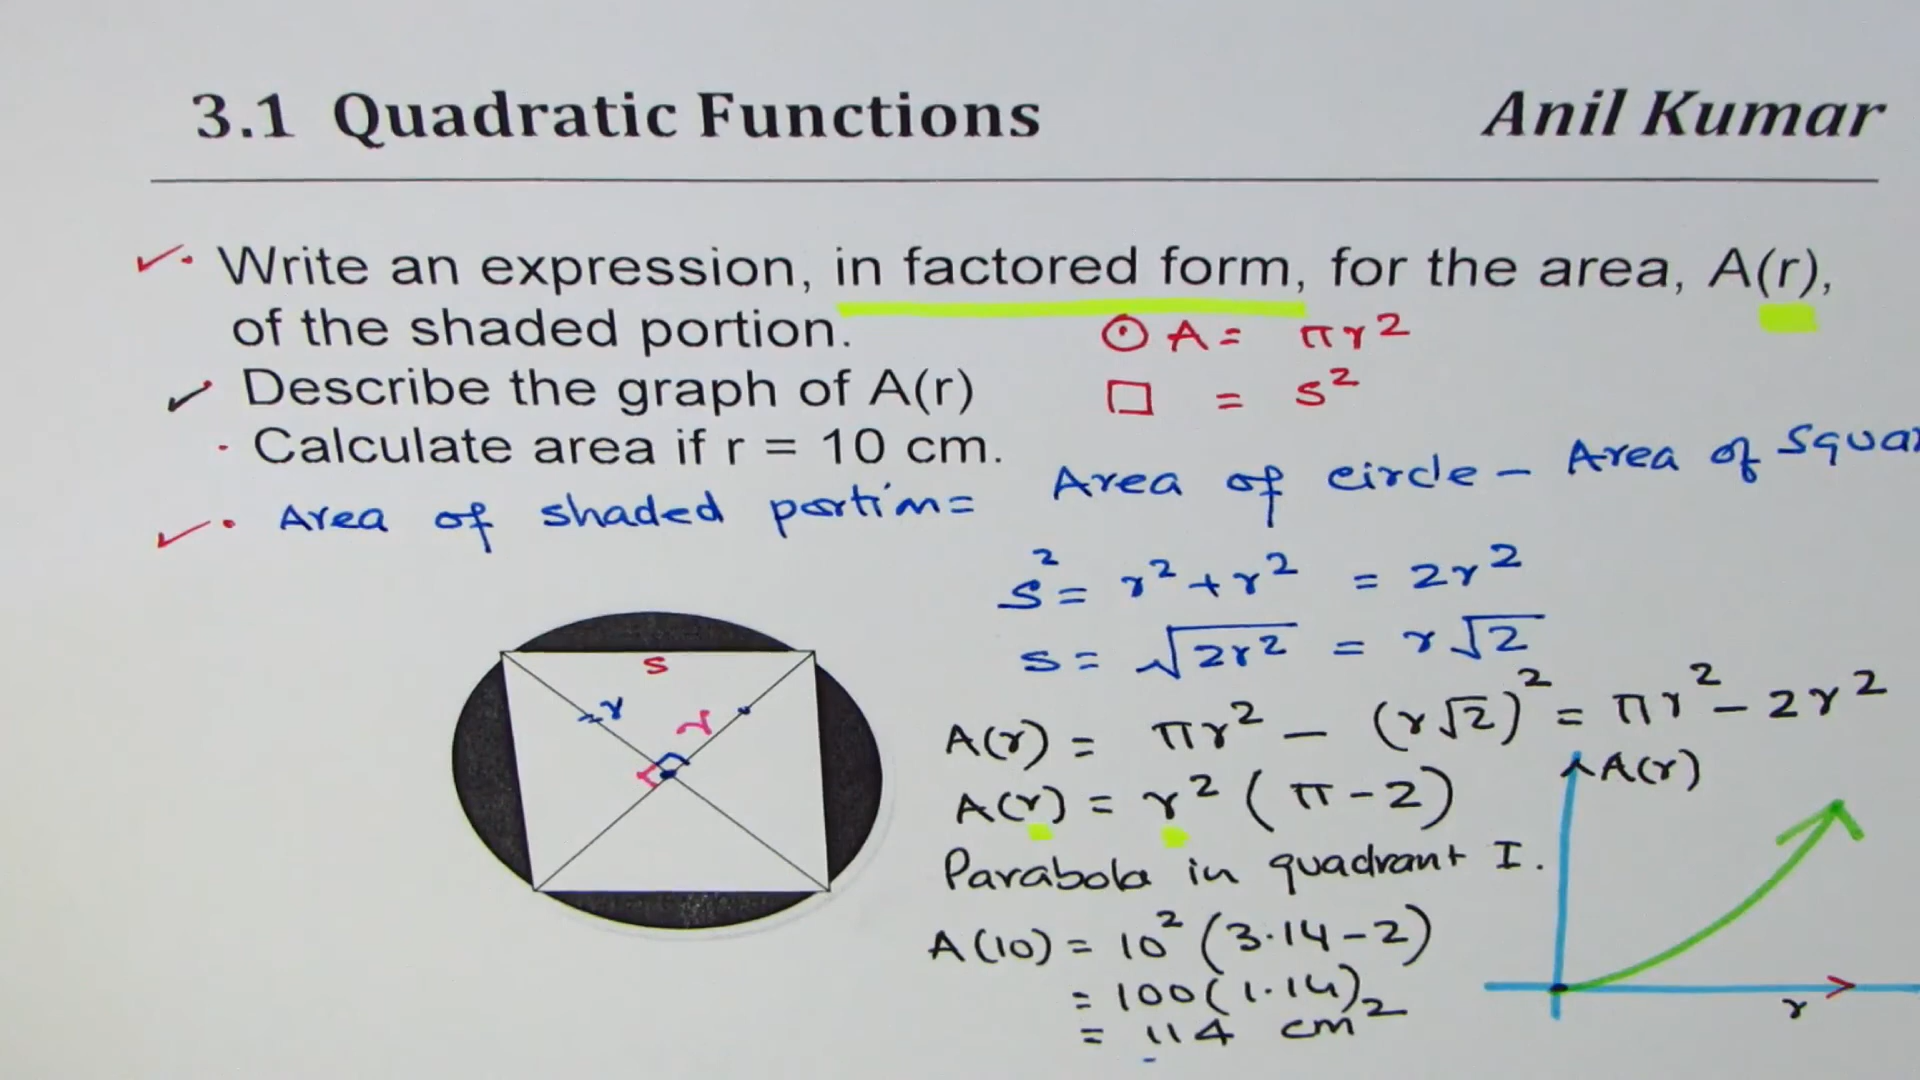 3.1 Quadratic Functions Anil Kumar
Write an expression, in factored form, for the area, A(r),
of the shaded portion.
⊙ A = πr²
Describe the graph of A(r)
□ = s²
Calculate area if r = 10 cm.
Area of shaded portion = Area of circle - Area of Squar
s² = r² + r² = 2r²
s = √2r² = r√2
s
r
r
A(r) = πr² - (r√2)² = πr² - 2r²
A(r) = r² (π - 2)
Parabola in quadrant I.
A(10) = 10² (3.14 - 2)
= 100 (1.14)
= 114 cm²
A(r)
r